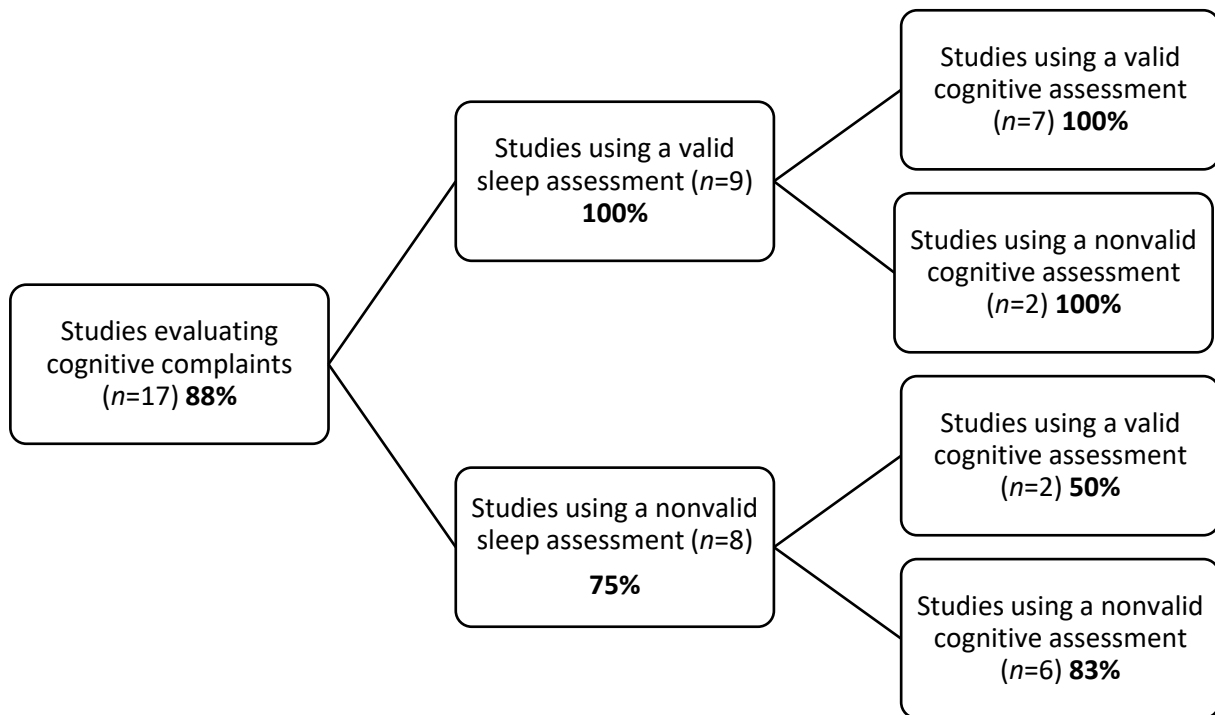 Studies evaluating
cognitive complaints
(n=17) 88%
Studies using a valid
sleep assessment (n=9)
100%
Studies using a nonvalid
sleep assessment (n=8)
75%
Studies using a valid
cognitive assessment
(n=7) 100%
Studies using a nonvalid
cognitive assessment
(n=2) 100%
Studies using a valid
cognitive assessment
(n=2) 50%
Studies using a nonvalid
cognitive assessment
(n=6) 83%